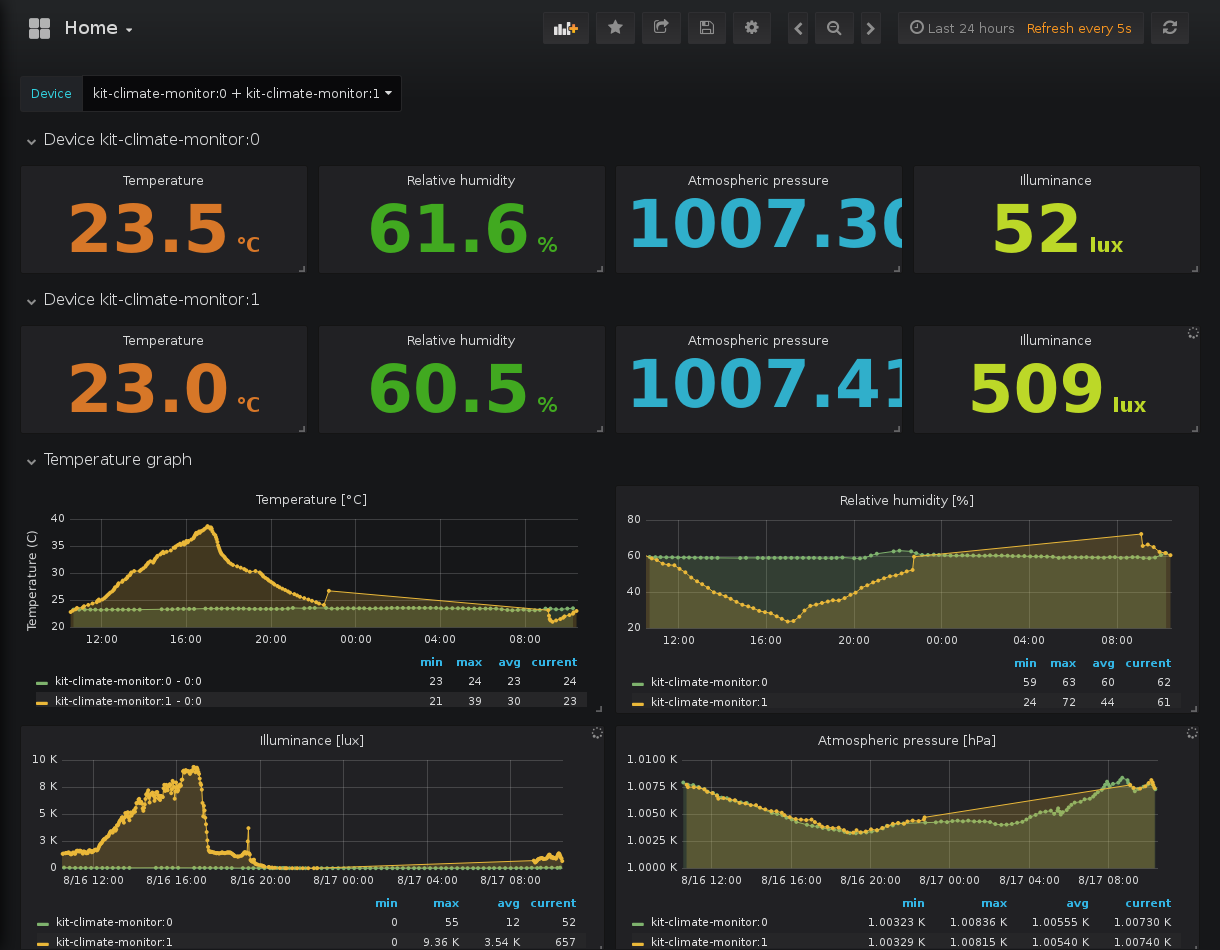 Home
Last 24 hours Refresh every 5s
Device kit-climate-monitor:0 + kit-climate-monitor:1
Device kit-climate-monitor:0
Temperature Relative humidity Atmospheric pressure Illuminance
23.5 °C 61.6 % 1007.30 52 lux
Device kit-climate-monitor:1
Temperature Relative humidity Atmospheric pressure Illuminance
23.0 °C 60.5 % 1007.41 509 lux
Temperature graph
Temperature [°C]
Temperature (C)
40
35
30
25
20
12:00 16:00 20:00 00:00 04:00 08:00
min max avg current
kit-climate-monitor:0 - 0:0 23 24 23 24
kit-climate-monitor:1 - 0:0 21 39 30 23
Relative humidity [%]
80
60
40
20
12:00 16:00 20:00 00:00 04:00 08:00
min max avg current
kit-climate-monitor:0 59 63 60 62
kit-climate-monitor:1 24 72 44 61
Illuminance [lux]
10 K
8 K
5 K
3 K
0
8/16 12:00 8/16 16:00 8/16 20:00 8/17 00:00 8/17 04:00 8/17 08:00
min max avg current
kit-climate-monitor:0 0 55 12 52
kit-climate-monitor:1 0 9.36 K 3.54 K 657
Atmospheric pressure [hPa]
1.0100 K
1.0075 K
1.0050 K
1.0025 K
1.0000 K
8/16 12:00 8/16 16:00 8/16 20:00 8/17 00:00 8/17 04:00 8/17 08:00
min max avg current
kit-climate-monitor:0 1.00323 K 1.00836 K 1.00555 K 1.00730 K
kit-climate-monitor:1 1.00329 K 1.00815 K 1.00540 K 1.00740 K